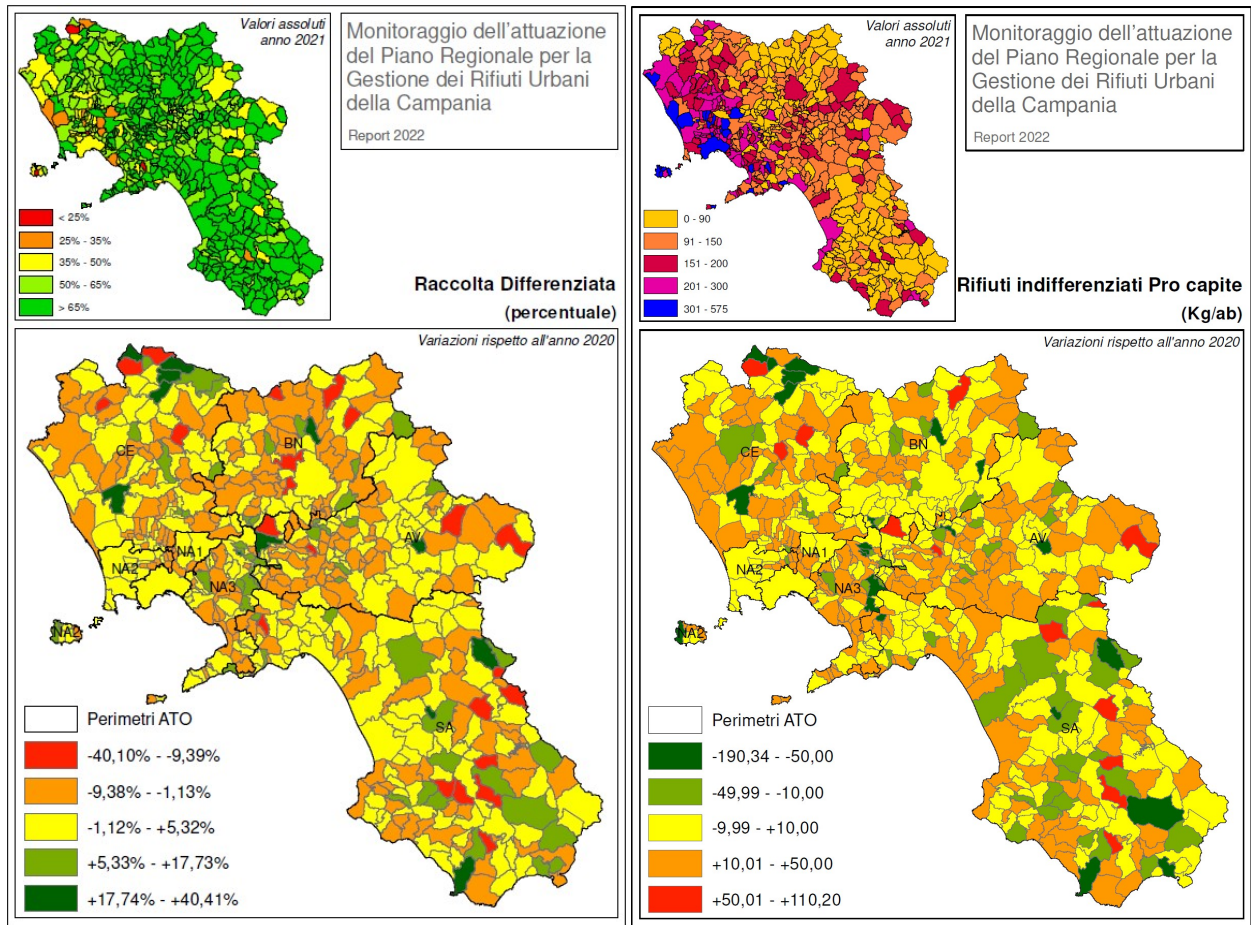 Valori assoluti
anno 2021
Monitoraggio dell'attuazione
del Piano Regionale per la
Gestione dei Rifiuti Urbani
della Campania
Report 2022
< 25%
25% - 35%
35% - 50%
50% - 65%
> 65%
Raccolta Differenziata
(percentuale)
Variazioni rispetto all'anno 2020
CE
BN
AV
NA1
NA2
NA3
NA2
SA
Perimetri ATO
-40,10% - -9,39%
-9,38% - -1,13%
-1,12% - +5,32%
+5,33% - +17,73%
+17,74% - +40,41%
Valori assoluti
anno 2021
Monitoraggio dell'attuazione
del Piano Regionale per la
Gestione dei Rifiuti Urbani
della Campania
Report 2022
0 - 90
91 - 150
151 - 200
201 - 300
301 - 575
Rifiuti indifferenziati Pro capite
(Kg/ab)
Variazioni rispetto all'anno 2020
CE
BN
AV
NA1
NA2
NA3
NA2
SA
Perimetri ATO
-190,34 - -50,00
-49,99 - -10,00
-9,99 - +10,00
+10,01 - +50,00
+50,01 - +110,20